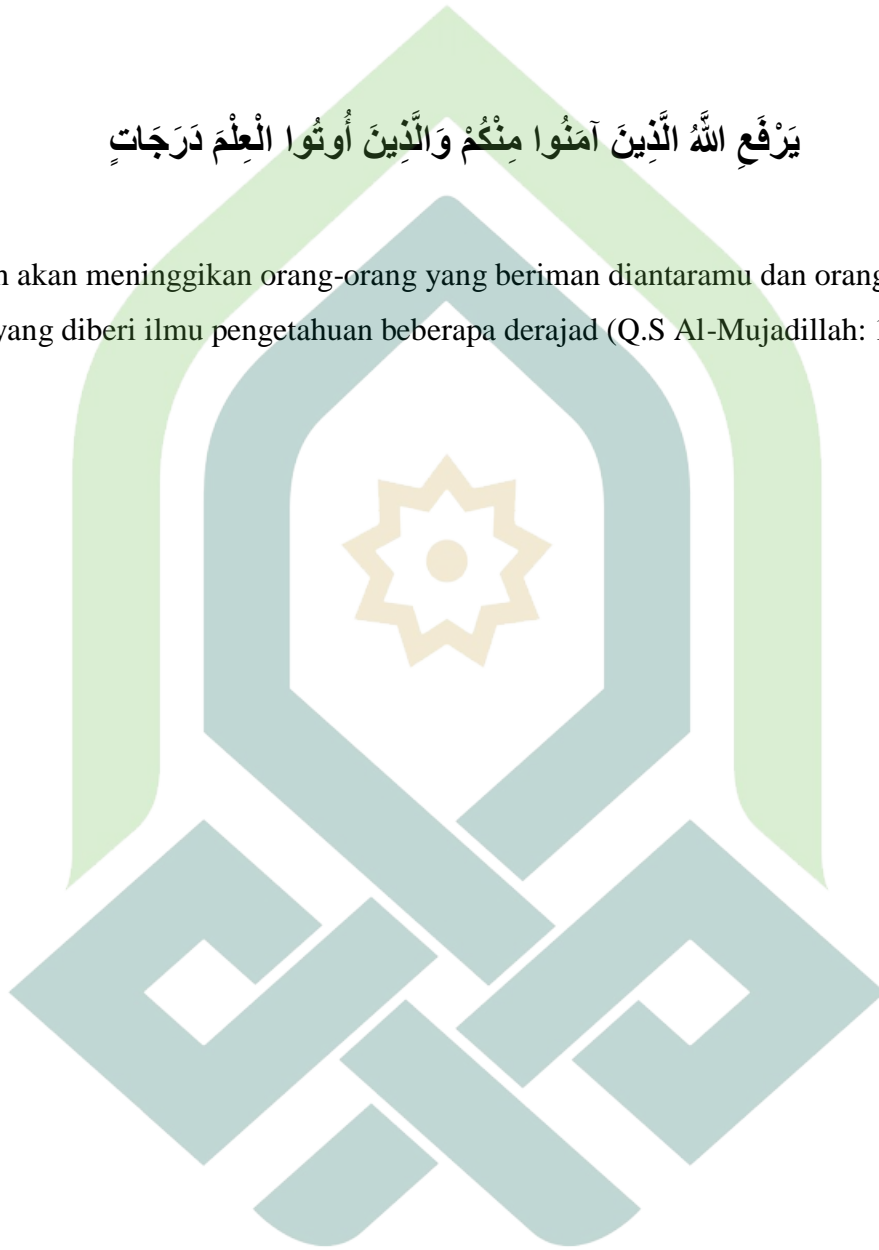 يَرْفَعِ اللَّهُ الَّذِينَ آمَنُوا مِنْكُمْ وَالَّذِينَ أُوتُوا الْعِلْمَ دَرَجَاتٍ
akan meninggikan orang-orang yang beriman diantaramu dan orang
yang diberi ilmu pengetahuan beberapa derajad (Q.S Al-Mujadillah: